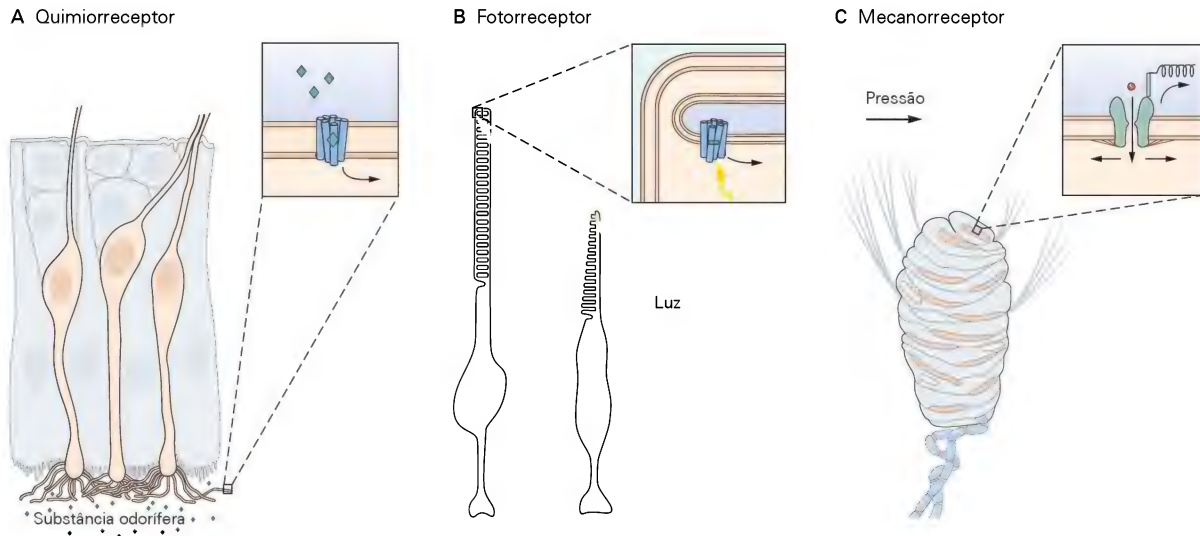 A Quimiorreceptor
B Fotorreceptor
C Mecanorreceptor
Pressão
Luz
Substância odorífera